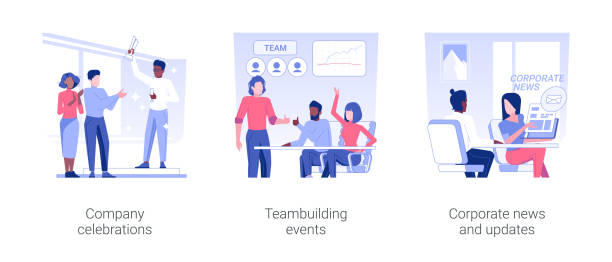 TEAM
CORPORATE
NEWS
Company
celebrations
Teambuilding
events
Corporate news
and updates